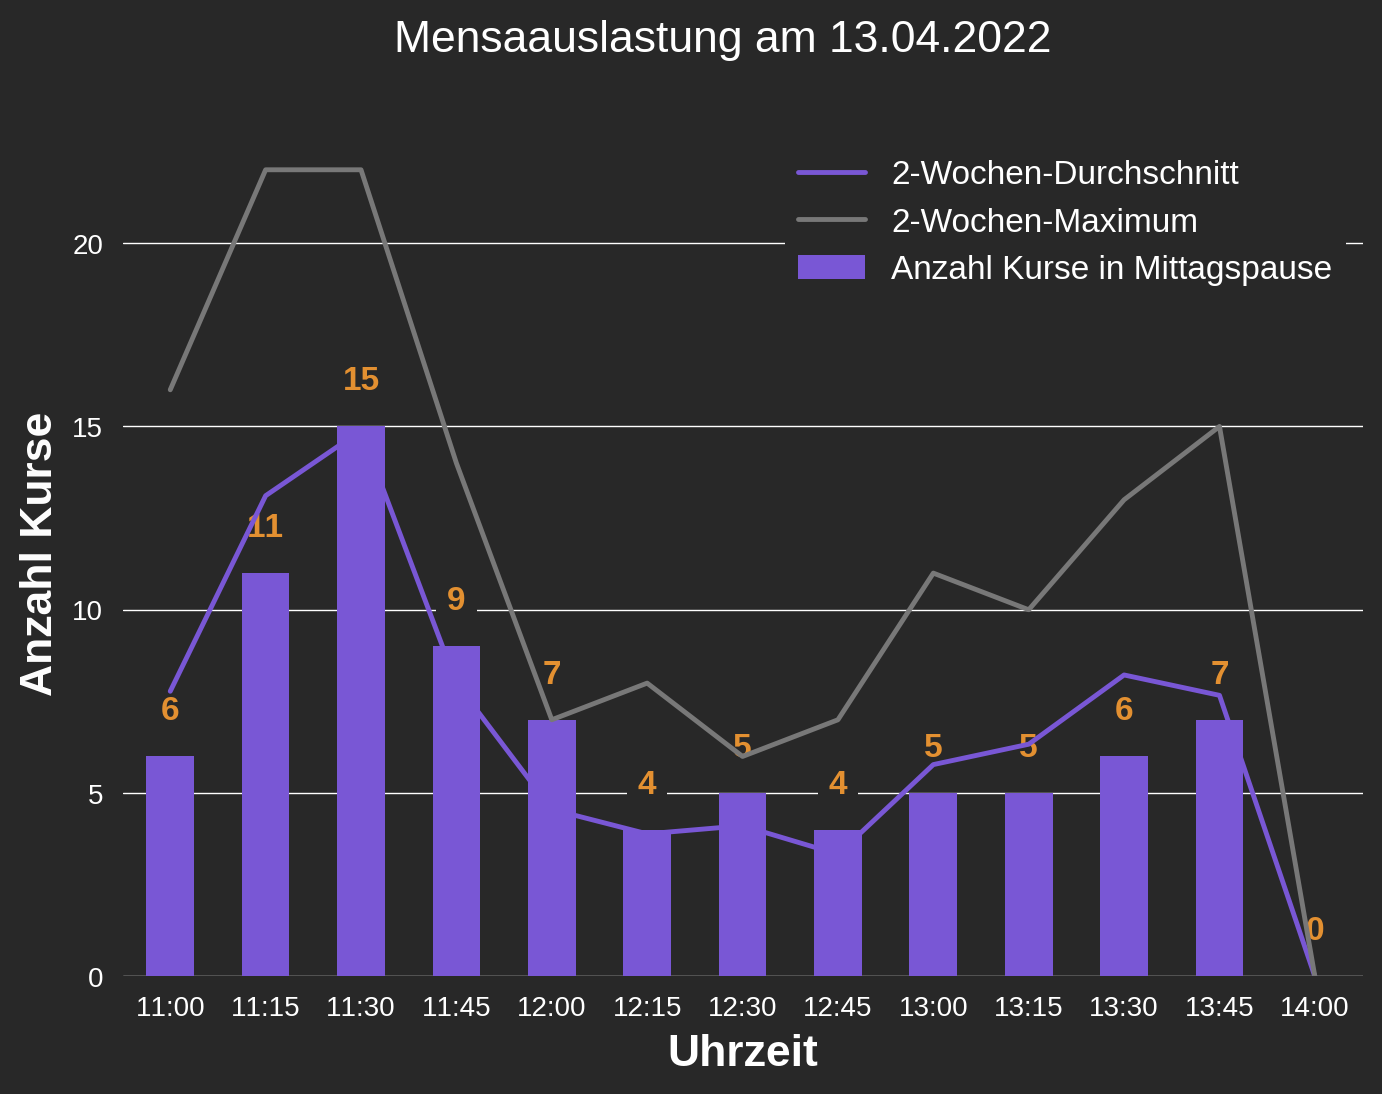 Mensaauslastung am 13.04.2022
2-Wochen-Durchschnitt
2-Wochen-Maximum
Anzahl Kurse in Mittagspause
Anzahl Kurse
20
15
10
5
0
6
11
15
9
7
4
5
4
5
5
6
7
0
11:00 11:15 11:30 11:45 12:00 12:15 12:30 12:45 13:00 13:15 13:30 13:45 14:00
Uhrzeit